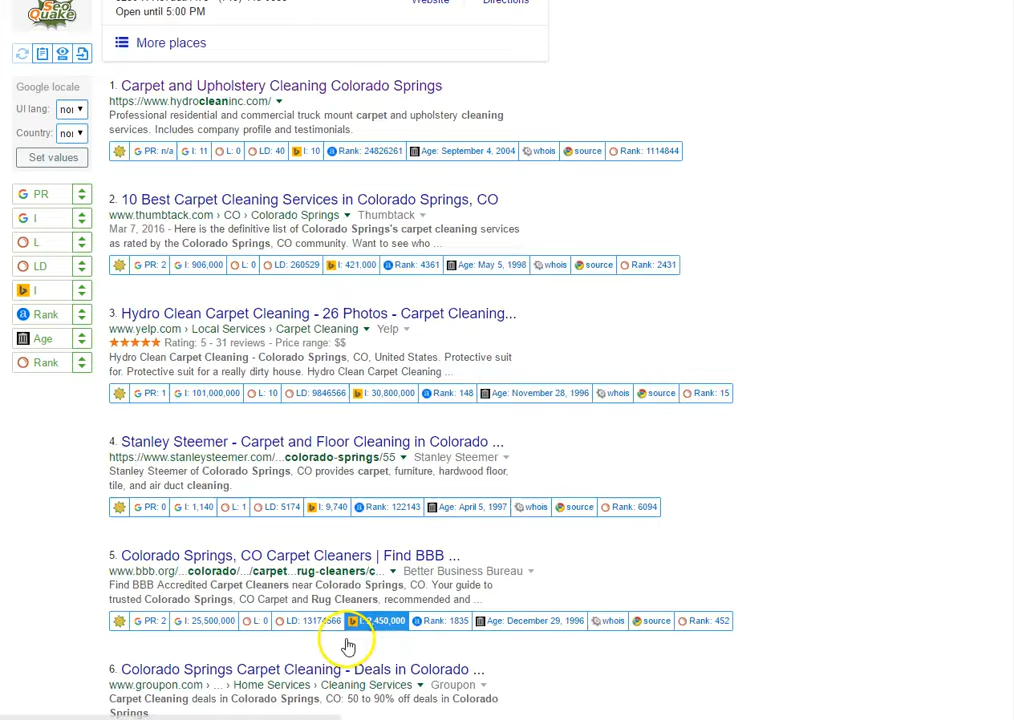 Seo
Quake
Open until 5:00 PM
Website
Directions
More places
Google locale
UI lang: no
Country: no
Set values
PR
I
L
LD
I
Rank
Age
Rank
1. Carpet and Upholstery Cleaning Colorado Springs
https://www.hydrocleaninc.com/
Professional residential and commercial truck mount carpet and upholstery cleaning
services. Includes company profile and testimonials.
PR: n/a I: 11 L: 0 LD: 40 I: 10 Rank: 24826261 Age: September 4, 2004 whois source Rank: 1114844
2. 10 Best Carpet Cleaning Services in Colorado Springs, CO
www.thumbtack.com › CO › Colorado Springs Thumbtack
Mar 7, 2016 - Here is the definitive list of Colorado Springs's carpet cleaning services
as rated by the Colorado Springs, CO community. Want to see who ...
PR: 2 I: 906,000 L: 0 LD: 260529 I: 421,000 Rank: 4361 Age: May 5, 1998 whois source Rank: 2431
3. Hydro Clean Carpet Cleaning - 26 Photos - Carpet Cleaning...
www.yelp.com › Local Services › Carpet Cleaning Yelp
Rating: 5 - 31 reviews - Price range: $$
Hydro Clean Carpet Cleaning - Colorado Springs, CO, United States. Protective suit
for. Protective suit for a really dirty house. Hydro Clean Carpet Cleaning ...
PR: 1 I: 101,000,000 L: 10 LD: 9846566 I: 30,800,000 Rank: 148 Age: November 28, 1996 whois source Rank: 15
4. Stanley Steemer - Carpet and Floor Cleaning in Colorado ...
https://www.stanleysteemer.com/...colorado-springs/55 Stanley Steemer
Stanley Steemer of Colorado Springs, CO provides carpet, furniture, hardwood floor,
tile, and air duct cleaning.
PR: 0 I: 1,140 L: 1 LD: 5174 I: 9,740 Rank: 122143 Age: April 5, 1997 whois source Rank: 6094
5. Colorado Springs, CO Carpet Cleaners | Find BBB ...
www.bbb.org/...colorado/.../carpet...rug-cleaners/c... Better Business Bureau
Find BBB Accredited Carpet Cleaners near Colorado Springs, CO. Your guide to
trusted Colorado Springs, CO Carpet and Rug Cleaners, recommended and ...
PR: 2 I: 25,500,000 L: 0 LD: 13174566 I: 2,450,000 Rank: 1835 Age: December 29, 1996 whois source Rank: 452
6. Colorado Springs Carpet Cleaning - Deals in Colorado ...
www.groupon.com › ... › Home Services › Cleaning Services Groupon
Carpet Cleaning deals in Colorado Springs, CO: 50 to 90% off deals in Colorado
Springs.